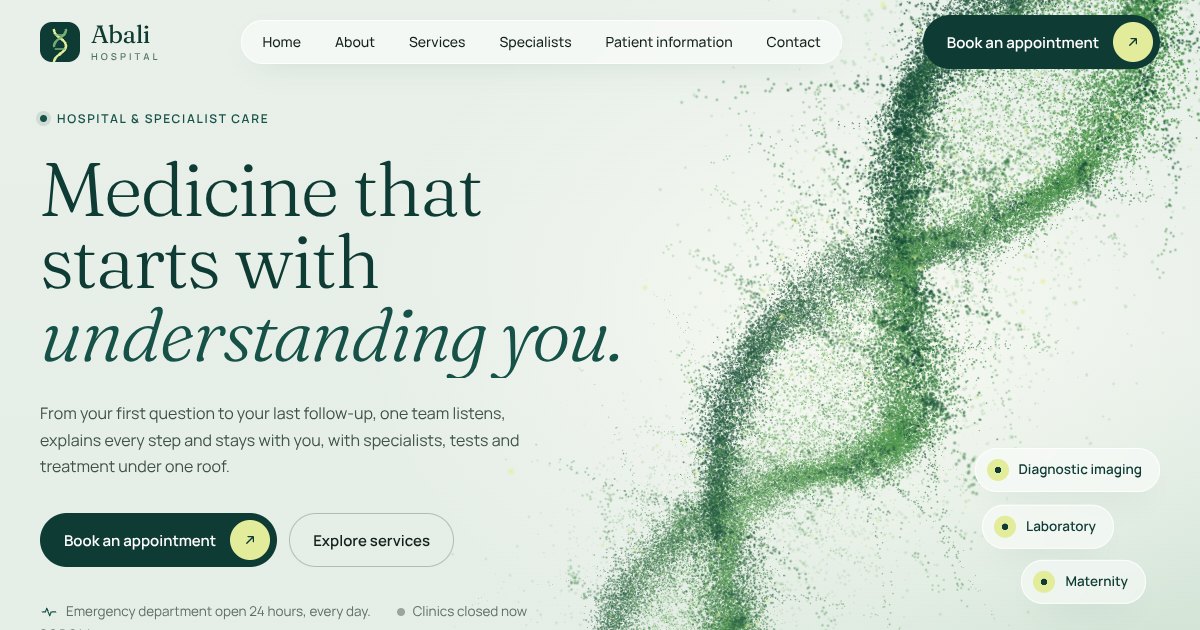 Abali
HOSPITAL
Home About Services Specialists Patient information Contact
Book an appointment
HOSPITAL & SPECIALIST CARE
Medicine that
starts with
understanding you.
From your first question to your last follow-up, one team listens,
explains every step and stays with you, with specialists, tests and
treatment under one roof.
Book an appointment
Explore services
Diagnostic imaging
Laboratory
Maternity
Emergency department open 24 hours, every day.
Clinics closed now